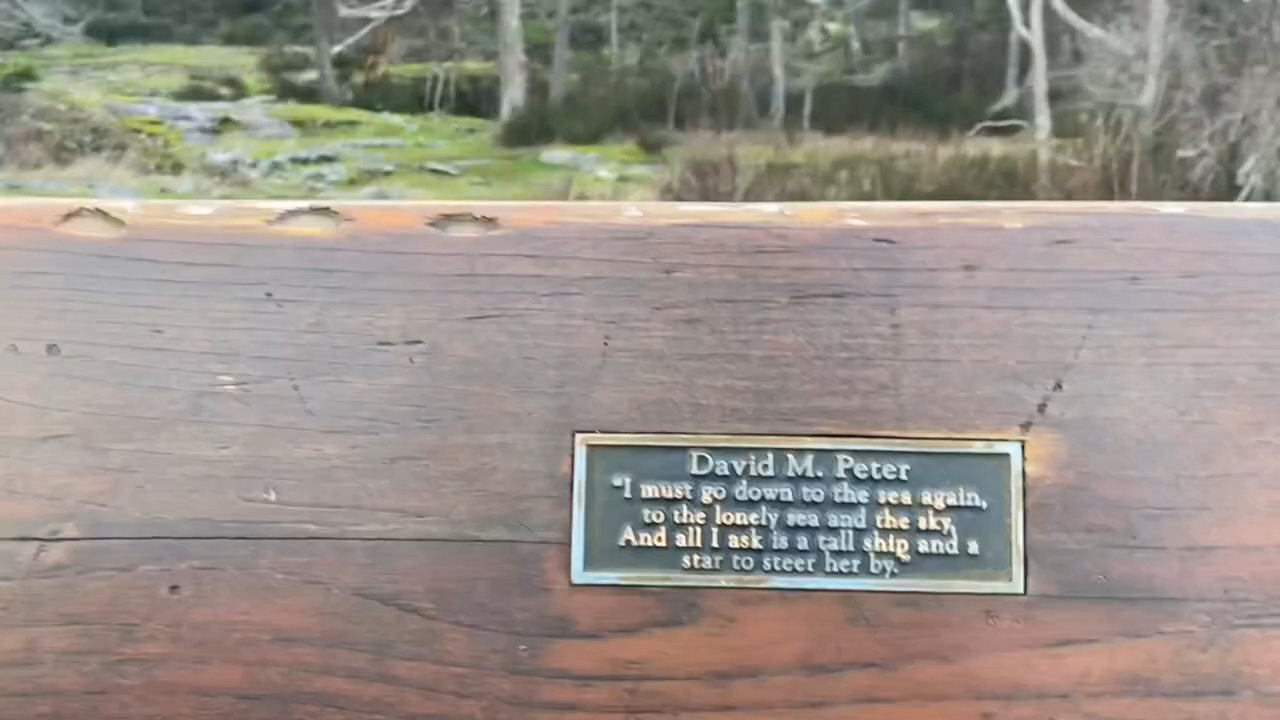 David M. Peter
"I must go down to the sea again,
to the lonely sea and the sky,
And all I ask is a tall ship and a
star to steer her by."